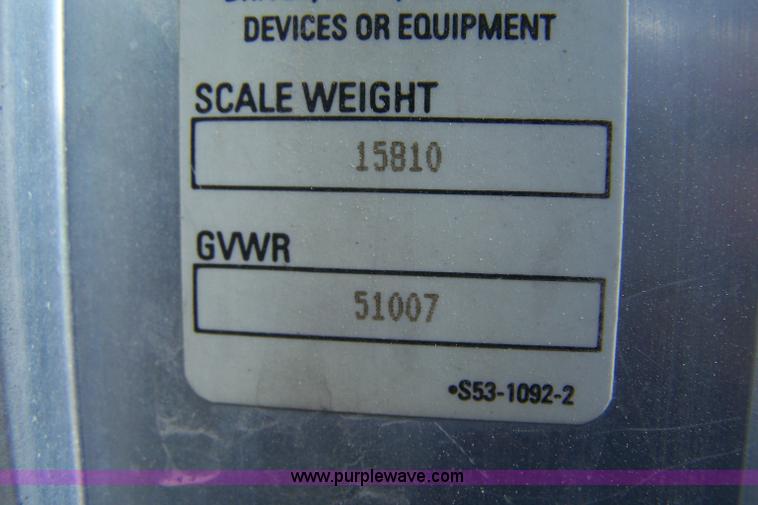 DEVICES OR EQUIPMENT
SCALE WEIGHT
15810
GVWR
51007
•S53-1092-2
www.purplewave.com